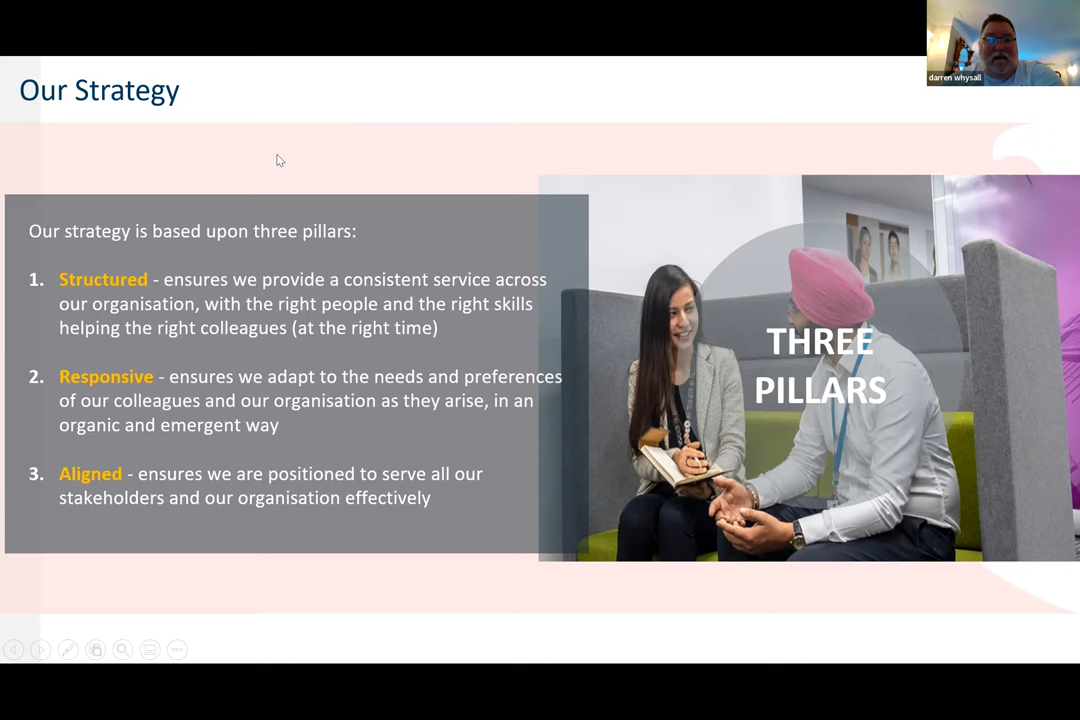 darren whysall
Our Strategy
Our strategy is based upon three pillars:
1. Structured - ensures we provide a consistent service across
our organisation, with the right people and the right skills
helping the right colleagues (at the right time)
2. Responsive - ensures we adapt to the needs and preferences
of our colleagues and our organisation as they arise, in an
organic and emergent way
3. Aligned - ensures we are positioned to serve all our
stakeholders and our organisation effectively
THREE
PILLARS